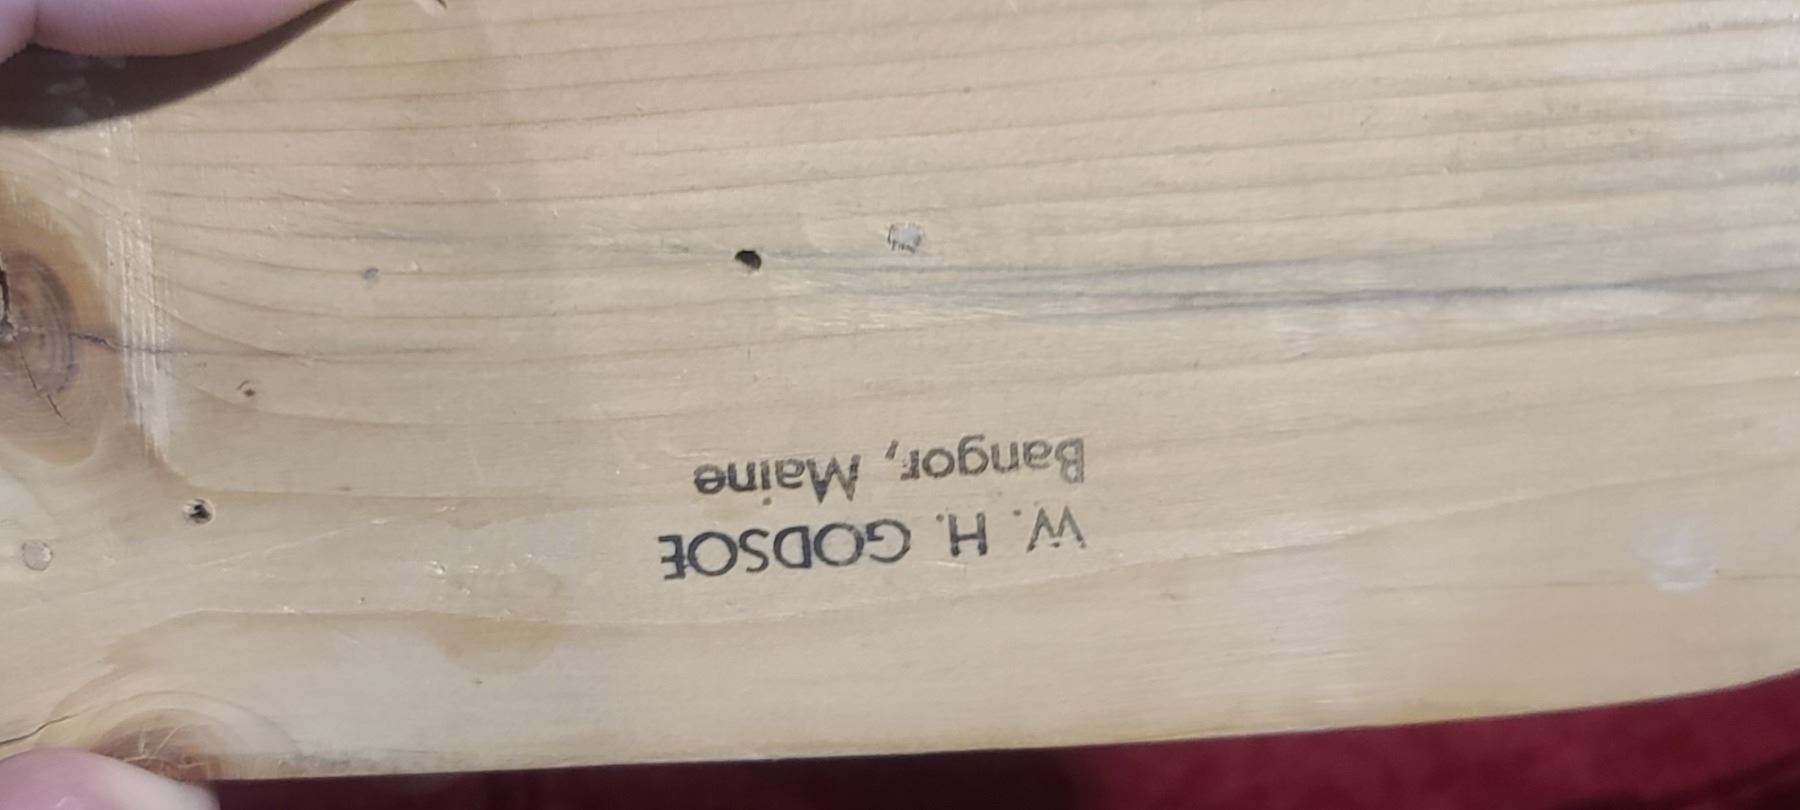 W. H. GODSOE
Bangor, Maine